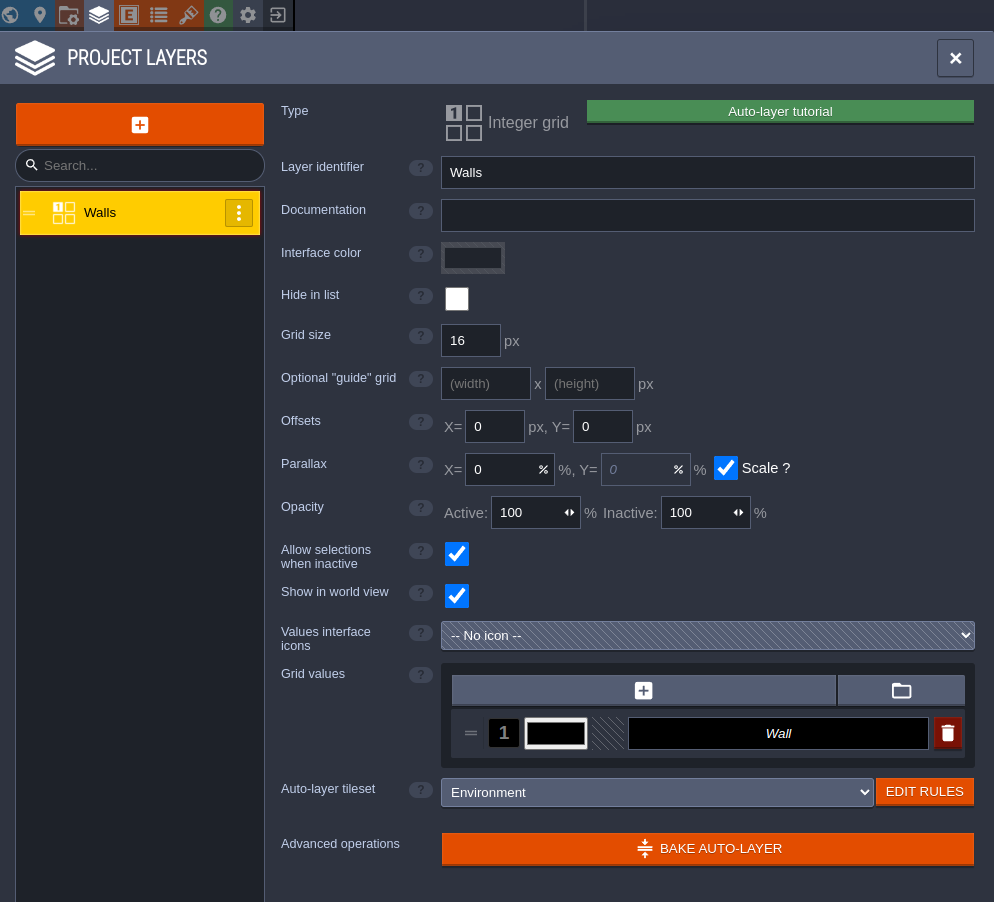 PROJECT LAYERS
Search...
Walls
Type
1
Integer grid
Auto-layer tutorial
Layer identifier ? Walls
Documentation ?
Interface color ?
Hide in list ?
Grid size ? 16 px
Optional "guide" grid ? (width) x (height) px
Offsets ? X= 0 px, Y= 0 px
Parallax ? X= 0 % %, Y= 0 % % Scale ?
Opacity ? Active: 100 % Inactive: 100 %
Allow selections
when inactive ?
Show in world view ?
Values interface
icons ? -- No icon --
Grid values ?
1 Wall
Auto-layer tileset ? Environment EDIT RULES
Advanced operations BAKE AUTO-LAYER